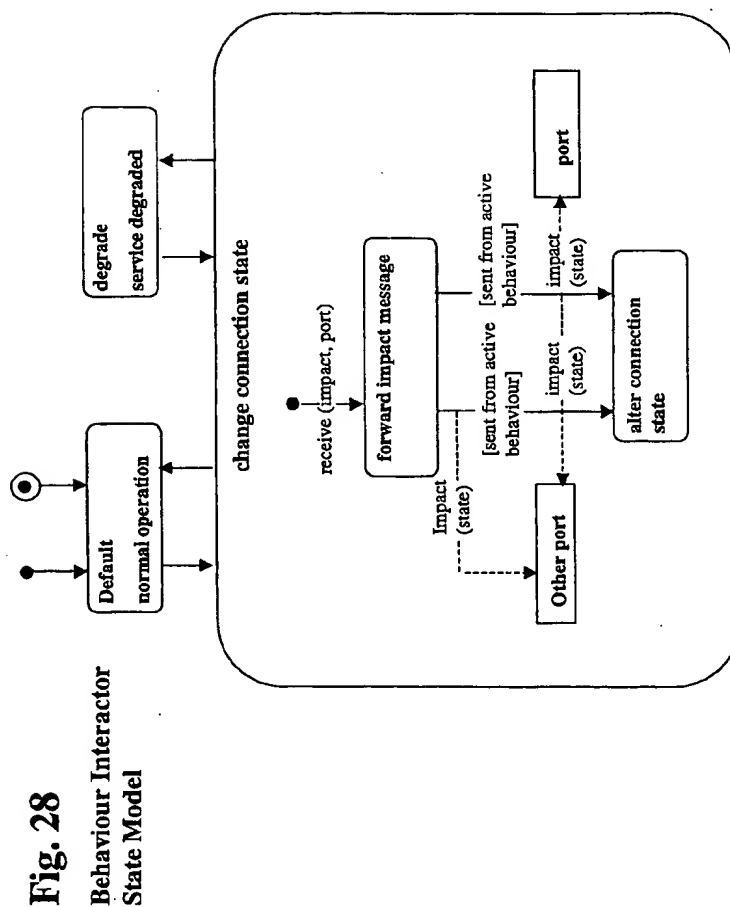 Fig. 28
Behaviour Interactor
State Model
Default
normal operation
degrade
service degraded
change connection state
receive (impact, port)
forward impact message
Impact
(state)
[sent from active
behaviour]
[sent from active
behaviour]
impact
(state)
impact
(state)
Other port
port
alter connection
state